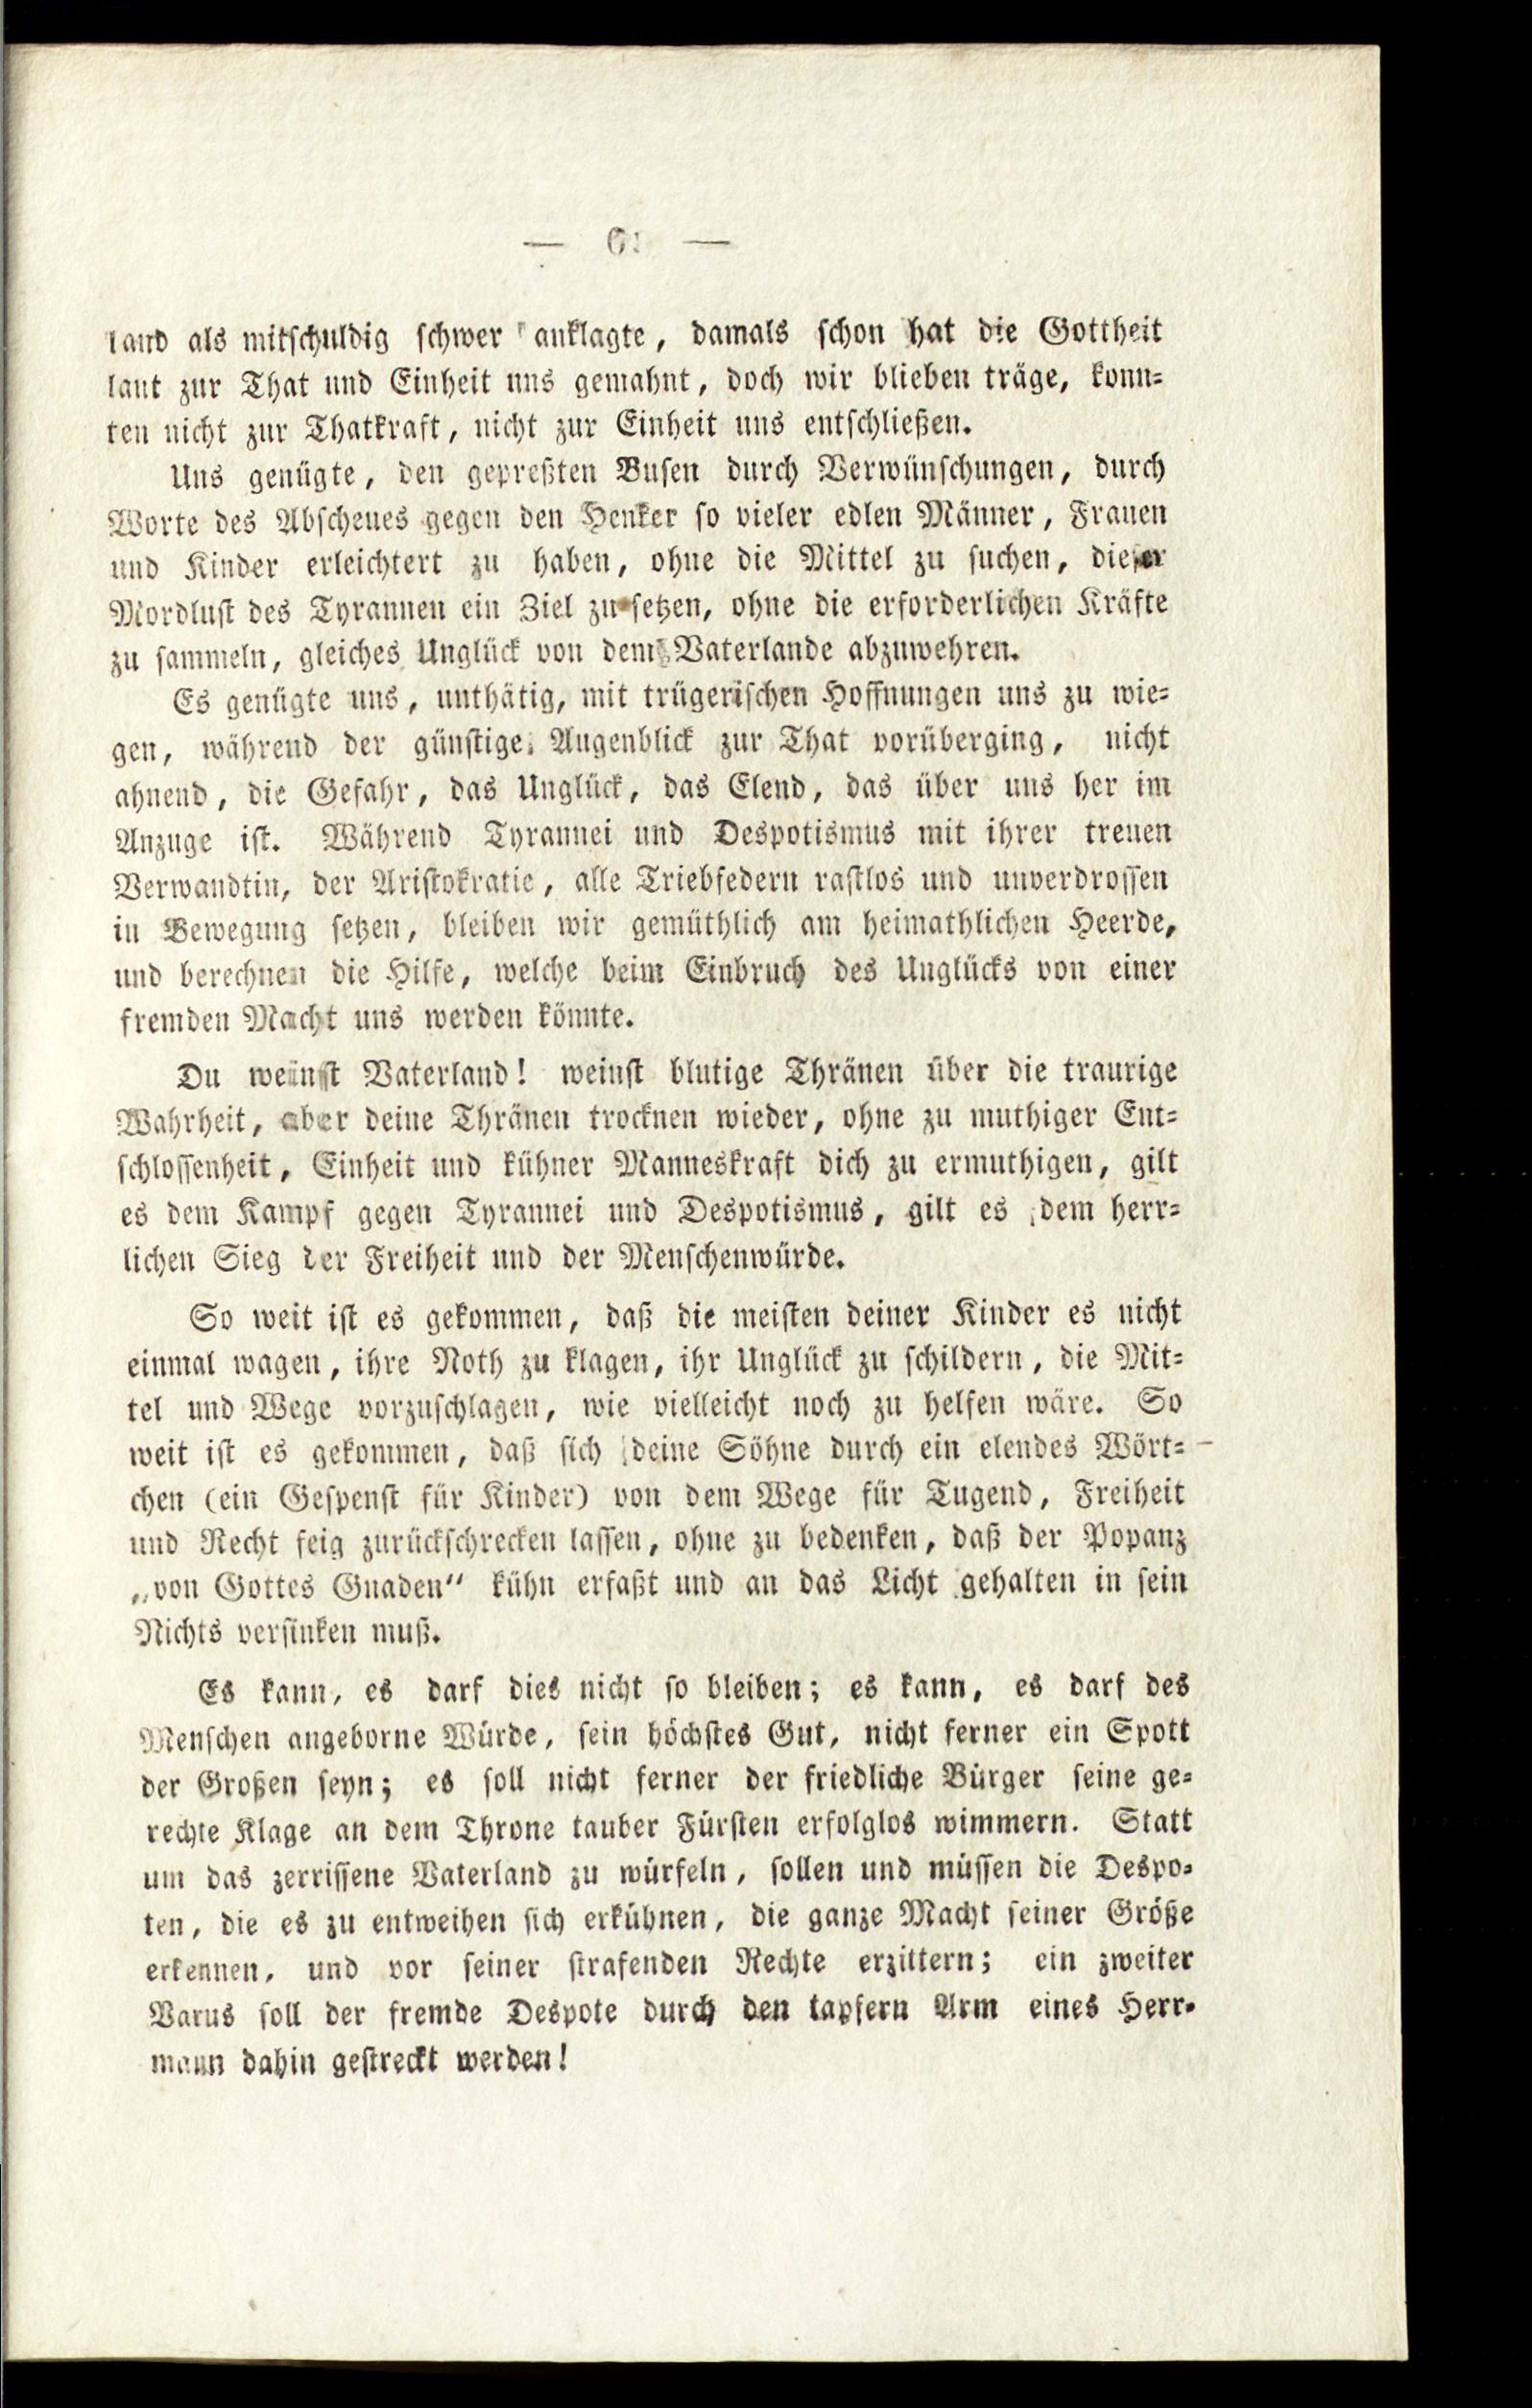 — 61 —
land als mitschuldig schwer anklagte, damals schon hat die Gottheit
laut zur That und Einheit uns gemahnt, doch wir blieben träge, konn=
ten nicht zur Thatkraft, nicht zur Einheit uns entschließen.
Uns genügte, den gepreßten Busen durch Verwünschungen, durch
Worte des Abscheues gegen den Henker so vieler edlen Männer, Frauen
und Kinder erleichtert zu haben, ohne die Mittel zu suchen, dieser
Mordlust des Tyrannen ein Ziel zu setzen, ohne die erforderlichen Kräfte
zu sammeln, gleiches Unglück von dem Vaterlande abzuwehren.
Es genügte uns, unthätig, mit trügerischen Hoffnungen uns zu wie=
gen, während der günstige Augenblick zur That vorüberging, nicht
ahnend, die Gefahr, das Unglück, das Elend, das über uns her im
Anzuge ist. Während Tyrannei und Despotismus mit ihrer treuen
Verwandtin, der Aristokratie, alle Triebfedern rastlos und unverdrossen
in Bewegung setzen, bleiben wir gemüthlich am heimathlichen Heerde,
und berechnen die Hilfe, welche beim Einbruch des Unglücks von einer
fremden Macht uns werden könnte.
Du weinst Vaterland! weinst blutige Thränen über die traurige
Wahrheit, aber deine Thränen trocknen wieder, ohne zu muthiger Ent=
schlossenheit, Einheit und kühner Manneskraft dich zu ermuthigen, gilt
es dem Kampf gegen Tyrannei und Despotismus, gilt es dem herr=
lichen Sieg der Freiheit und der Menschenwürde.
So weit ist es gekommen, daß die meisten deiner Kinder es nicht
einmal wagen, ihre Noth zu klagen, ihr Unglück zu schildern, die Mit=
tel und Wege vorzuschlagen, wie vielleicht noch zu helfen wäre. So
weit ist es gekommen, daß sich deine Söhne durch ein elendes Wört=
chen (ein Gespenst für Kinder) von dem Wege für Tugend, Freiheit
und Recht feig zurückschrecken lassen, ohne zu bedenken, daß der Popanz
„von Gottes Gnaden“ kühn erfaßt und an das Licht gehalten in sein
Nichts versinken muß.
Es kann, es darf dies nicht so bleiben; es kann, es darf des
Menschen angeborne Würde, sein höchstes Gut, nicht ferner ein Spott
der Großen seyn; es soll nicht ferner der friedliche Bürger seine ge=
rechte Klage an dem Throne tauber Fürsten erfolglos wimmern. Statt
um das zerrissene Vaterland zu würfeln, sollen und müssen die Despo=
ten, die es zu entweihen sich erkühnen, die ganze Macht seiner Größe
erkennen, und vor seiner strafenden Rechte erzittern; ein zweiter
Varus soll der fremde Despote durch den tapfern Arm eines Herr=
mann dahin gestreckt werden!